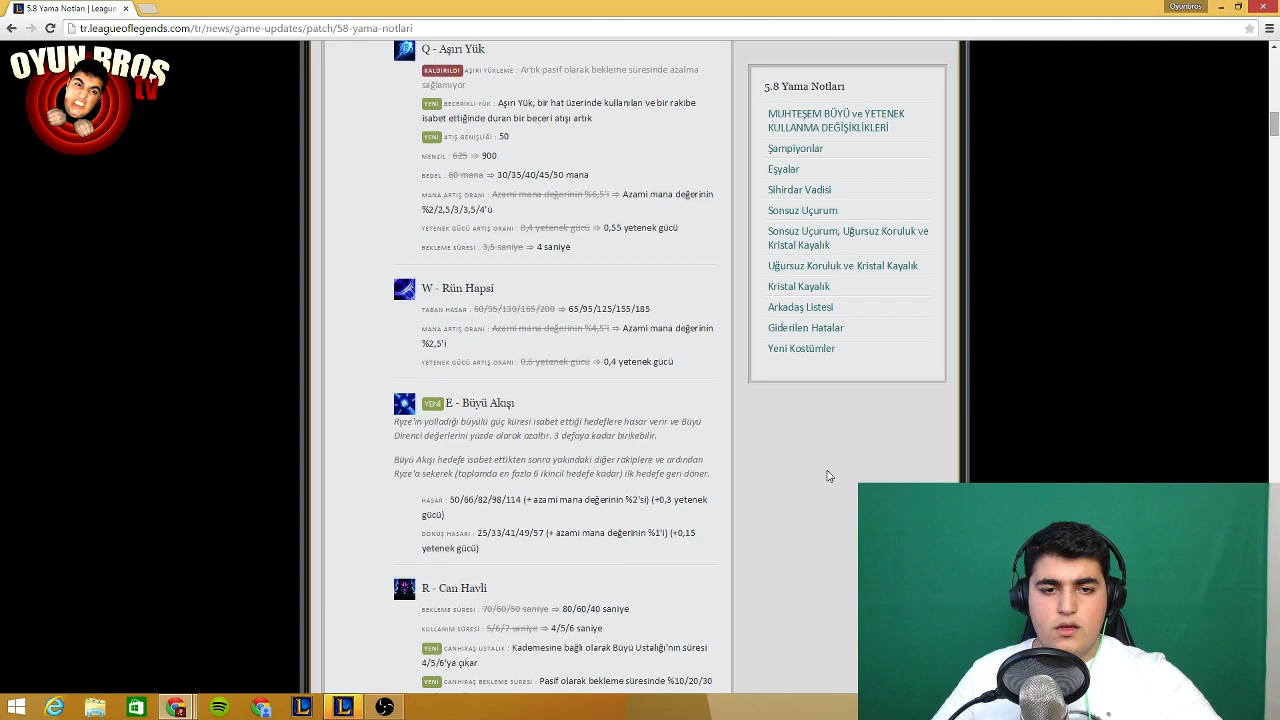 5.8 Yama Notları | League
Oyunbros
tr.leagueoflegends.com/tr/news/game-updates/patch/58-yama-notlari
OYUN BROS
TV
Q - Aşırı Yük
KALDIRILDI AŞIRI YÜKLEME : Artık pasif olarak bekleme süresinde azalma
sağlamıyor
YENİ BECERİKLİ YÜK : Aşırı Yük, bir hat üzerinde kullanılan ve bir rakibe
isabet ettiğinde duran bir beceri atışı artık
YENİ ATIŞ GENİŞLİĞİ : 50
MENZİL : 625 ⇒ 900
BEDEL : 60 mana ⇒ 30/35/40/45/50 mana
MANA ARTIŞ ORANI : Azami mana değerinin %6,5'i ⇒ Azami mana değerinin
%2/2,5/3/3,5/4'ü
YETENEK GÜCÜ ARTIŞ ORANI : 0,4 yetenek gücü ⇒ 0,55 yetenek gücü
BEKLEME SÜRESİ : 3,5 saniye ⇒ 4 saniye
W - Rün Hapsi
TABAN HASAR : 60/95/130/165/200 ⇒ 65/95/125/155/185
MANA ARTIŞ ORANI : Azami mana değerinin %4,5'i ⇒ Azami mana değerinin
%2,5'i
YETENEK GÜCÜ ARTIŞ ORANI : 0,6 yetenek gücü ⇒ 0,4 yetenek gücü
YENİ E - Büyü Akışı
Ryze'ın yolladığı büyülü güç küresi isabet ettiği hedeflere hasar verir ve Büyü
Direnci değerlerini yüzde olarak azaltır. 3 defaya kadar birikebilir.
Büyü Akışı hedefe isabet ettikten sonra yakındaki diğer rakiplere ve ardından
Ryze'a sekerek (toplamda en fazla 6 ikincil hedefe kadar) ilk hedefe geri döner.
HASAR : 50/66/82/98/114 (+ azami mana değerinin %2'si) (+0,3 yetenek
gücü)
DÖNÜŞ HASARI : 25/33/41/49/57 (+ azami mana değerinin %1'i) (+0,15
yetenek gücü)
R - Can Havli
BEKLEME SÜRESİ : 70/60/50 saniye ⇒ 80/60/40 saniye
KULLANIM SÜRESİ : 5/6/7 saniye ⇒ 4/5/6 saniye
YENİ CANHIRAŞ USTALIK : Kademesine bağlı olarak Büyü Ustalığı'nın süresi
4/5/6'ya çıkar
YENİ CANHIRAŞ BEKLEME SÜRESİ : Pasif olarak bekleme süresinde %10/20/30
5.8 Yama Notları
MUHTEŞEM BÜYÜ ve YETENEK
KULLANMA DEĞİŞİKLİKLERİ
Şampiyonlar
Eşyalar
Sihirdar Vadisi
Sonsuz Uçurum
Sonsuz Uçurum, Uğursuz Koruluk ve
Kristal Kayalık
Uğursuz Koruluk ve Kristal Kayalık
Kristal Kayalık
Arkadaş Listesi
Giderilen Hatalar
Yeni Kostümler